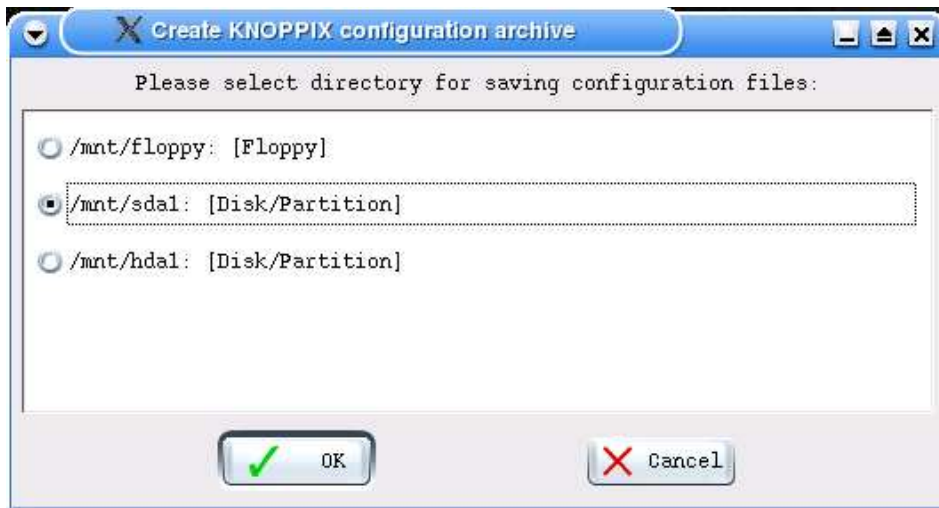 Create KNOPPIX configuration archive
Please select directory for saving configuration files:
/mnt/floppy: [Floppy]
/mnt/sda1: [Disk/Partition]
/mnt/hda1: [Disk/Partition]
OK
Cancel